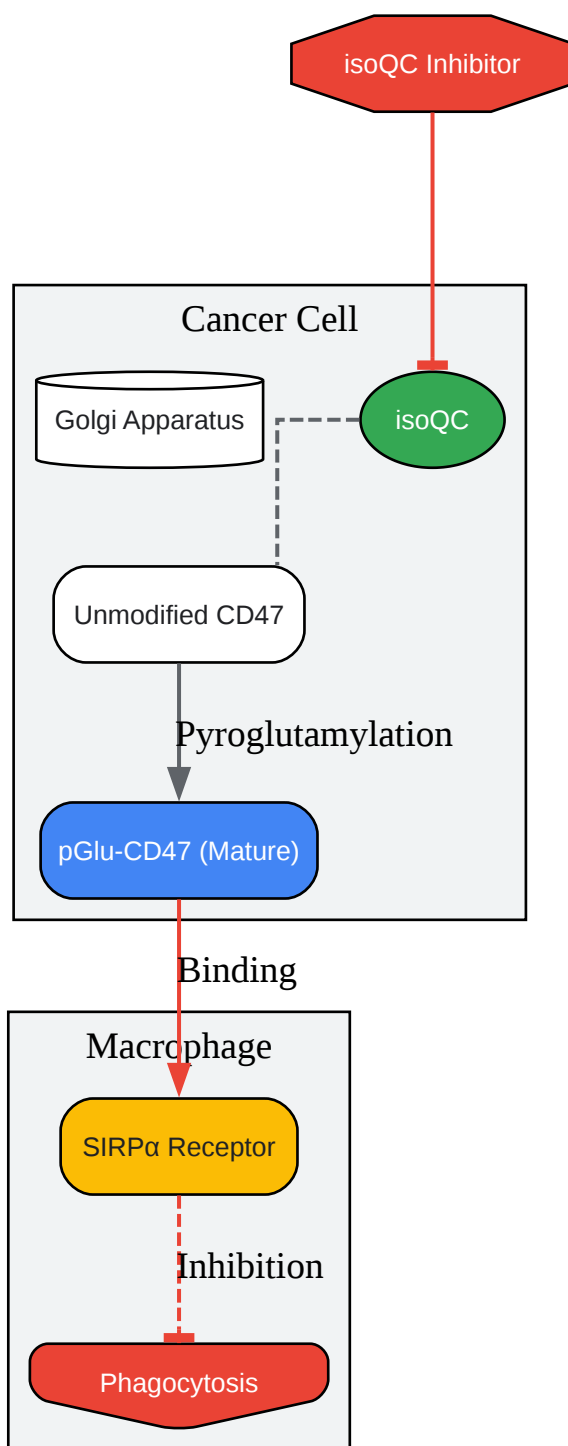 isoQC Inhibitor
Cancer Cell
Golgi Apparatus
isoQC
Unmodified CD47
Pyroglutamylation
pGlu-CD47 (Mature)
Binding
Macrophage
SIRPα Receptor
Inhibition
Phagocytosis